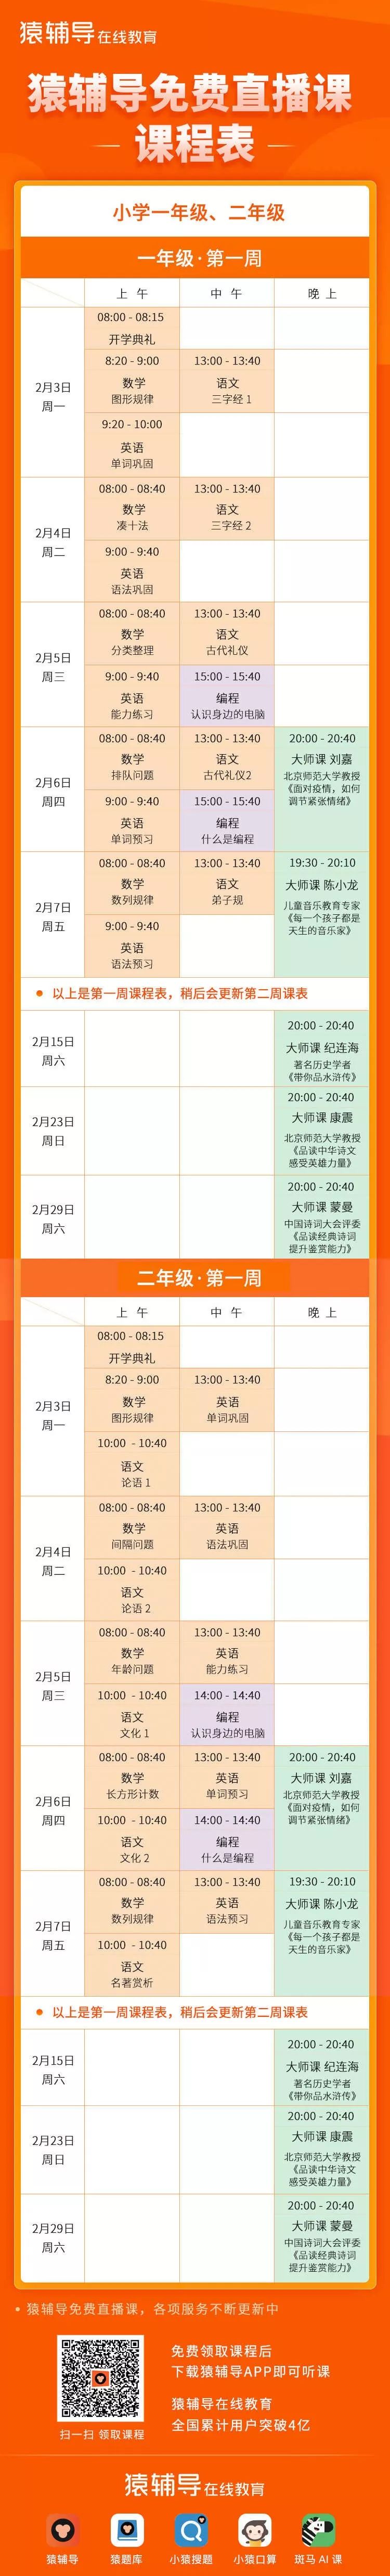 猿辅导在线教育
猿辅导免费直播课
课程表
小学一年级、二年级
一年级·第一周
上 午 中 午 晚 上
2月3日
周一
08:00 - 08:15
开学典礼
8:20 - 9:00
数学
图形规律
13:00 - 13:40
语文
三字经 1
9:20 - 10:00
英语
单词巩固
2月4日
周二
08:00 - 08:40
数学
凑十法
13:00 - 13:40
语文
三字经 2
9:00 - 9:40
英语
语法巩固
2月5日
周三
08:00 - 08:40
数学
分类整理
13:00 - 13:40
语文
古代礼仪
9:00 - 9:40
英语
能力练习
15:00 - 15:40
编程
认识身边的电脑
2月6日
周四
08:00 - 08:40
数学
排队问题
13:00 - 13:40
语文
古代礼仪2
9:00 - 9:40
英语
单词预习
15:00 - 15:40
编程
什么是编程
20:00 - 20:40
大师课 刘嘉
北京师范大学教授
《面对疫情，如何
调节紧张情绪》
2月7日
周五
08:00 - 08:40
数学
数列规律
13:00 - 13:40
语文
弟子规
9:00 - 9:40
英语
语法预习
19:30 - 20:10
大师课 陈小龙
儿童音乐教育专家
《每一个孩子都是
天生的音乐家》
以上是第一周课程表，稍后会更新第二周课表
2月15日
周六
20:00 - 20:40
大师课 纪连海
著名历史学者
《带你品水浒传》
2月23日
周日
20:00 - 20:40
大师课 康震
北京师范大学教授
《品读中华诗文
感受英雄力量》
2月29日
周六
20:00 - 20:40
大师课 蒙曼
中国诗词大会评委
《品读经典诗词
提升鉴赏能力》
二年级·第一周
上 午 中 午 晚 上
2月3日
周一
08:00 - 08:15
开学典礼
8:20 - 9:00
数学
图形规律
13:00 - 13:40
英语
单词巩固
10:00 - 10:40
语文
论语 1
2月4日
周二
08:00 - 08:40
数学
间隔问题
13:00 - 13:40
英语
语法巩固
10:00 - 10:40
语文
论语 2
2月5日
周三
08:00 - 08:40
数学
年龄问题
13:00 - 13:40
英语
能力练习
10:00 - 10:40
语文
文化 1
14:00 - 14:40
编程
认识身边的电脑
2月6日
周四
08:00 - 08:40
数学
长方形计数
13:00 - 13:40
英语
单词预习
10:00 - 10:40
语文
文化 2
14:00 - 14:40
编程
什么是编程
20:00 - 20:40
大师课 刘嘉
北京师范大学教授
《面对疫情，如何
调节紧张情绪》
2月7日
周五
08:00 - 08:40
数学
数列规律
13:00 - 13:40
英语
语法预习
10:00 - 10:40
语文
名著赏析
19:30 - 20:10
大师课 陈小龙
儿童音乐教育专家
《每一个孩子都是
天生的音乐家》
以上是第一周课程表，稍后会更新第二周课表
2月15日
周六
20:00 - 20:40
大师课 纪连海
著名历史学者
《带你品水浒传》
2月23日
周日
20:00 - 20:40
大师课 康震
北京师范大学教授
《品读中华诗文
感受英雄力量》
2月29日
周六
20:00 - 20:40
大师课 蒙曼
中国诗词大会评委
《品读经典诗词
提升鉴赏能力》
猿辅导免费直播课，各项服务不断更新中
免费领取课程后
下载猿辅导APP即可听课
猿辅导在线教育
全国累计用户突破4亿
扫一扫 领取课程
猿辅导在线教育
猿辅导 猿题库 小猿搜题 小猿口算 斑马 AI 课